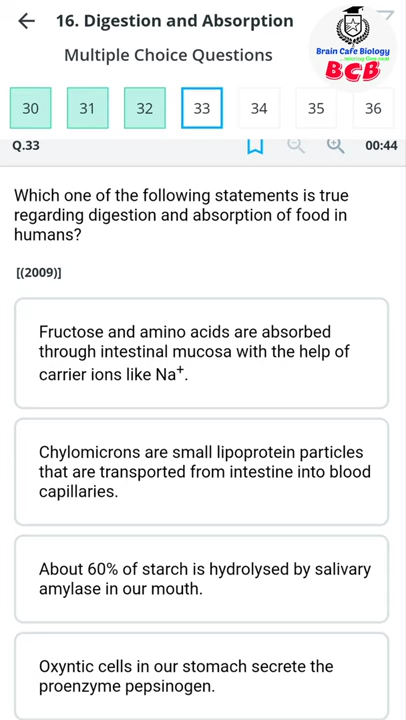 16. Digestion and Absorption
Multiple Choice Questions
Brain Cafe Biology
BCB
30 31 32 33 34 35 36
Q.33 00:44
Which one of the following statements is true
regarding digestion and absorption of food in
humans?
[(2009)]
Fructose and amino acids are absorbed
through intestinal mucosa with the help of
carrier ions like Na⁺.
Chylomicrons are small lipoprotein particles
that are transported from intestine into blood
capillaries.
About 60% of starch is hydrolysed by salivary
amylase in our mouth.
Oxyntic cells in our stomach secrete the
proenzyme pepsinogen.